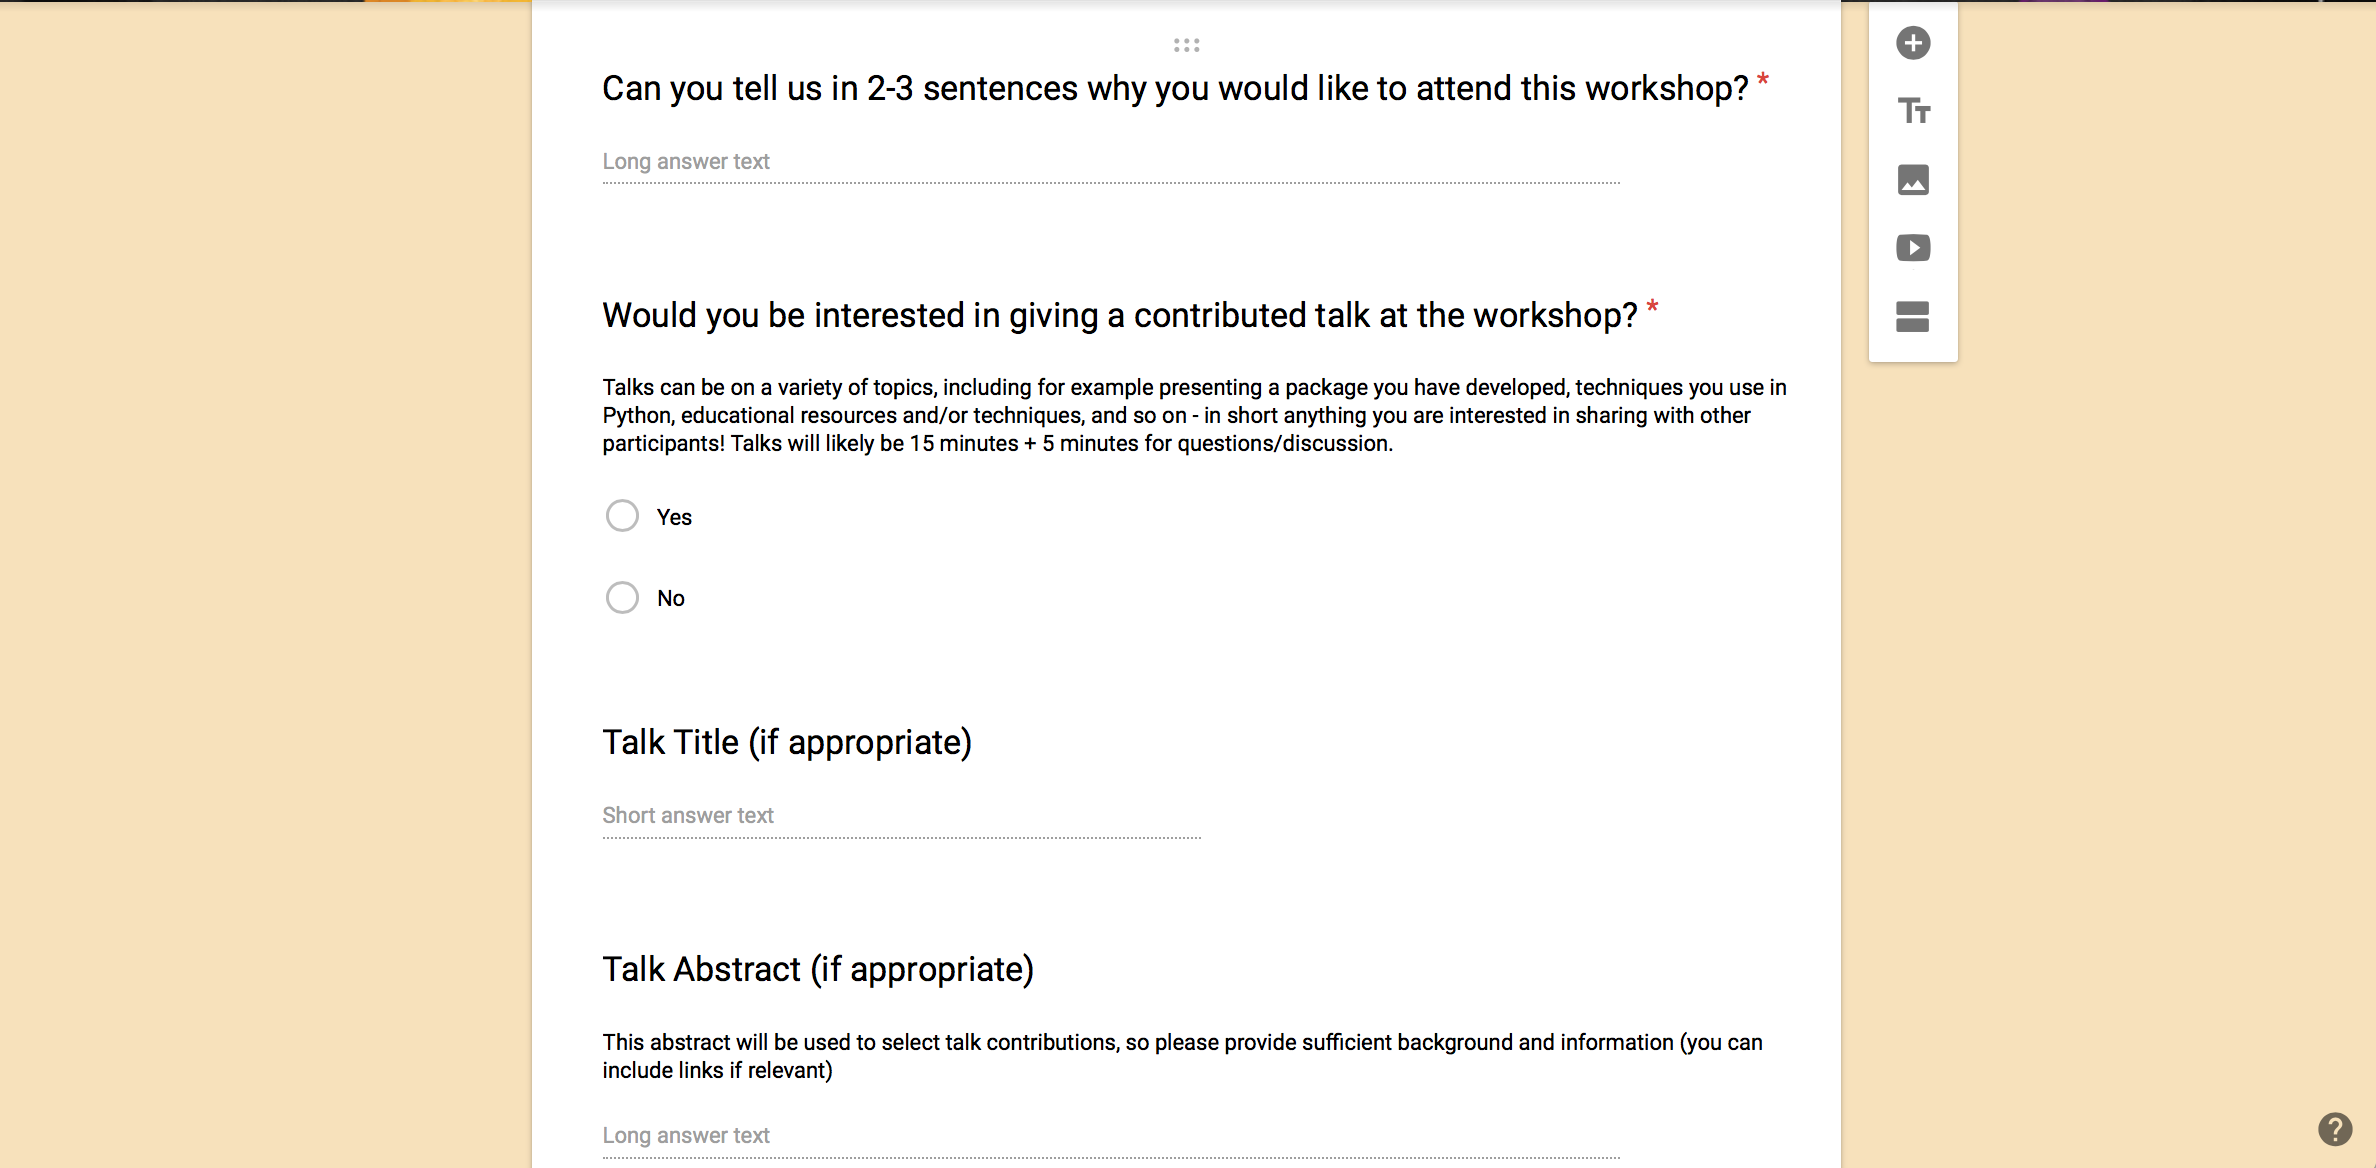 Can you tell us in 2-3 sentences why you would like to attend this workshop? *
Long answer text
Would you be interested in giving a contributed talk at the workshop? *
Talks can be on a variety of topics, including for example presenting a package you have developed, techniques you use in
Python, educational resources and/or techniques, and so on - in short anything you are interested in sharing with other
participants! Talks will likely be 15 minutes + 5 minutes for questions/discussion.
Yes
No
Talk Title (if appropriate)
Short answer text
Talk Abstract (if appropriate)
This abstract will be used to select talk contributions, so please provide sufficient background and information (you can
include links if relevant)
Long answer text